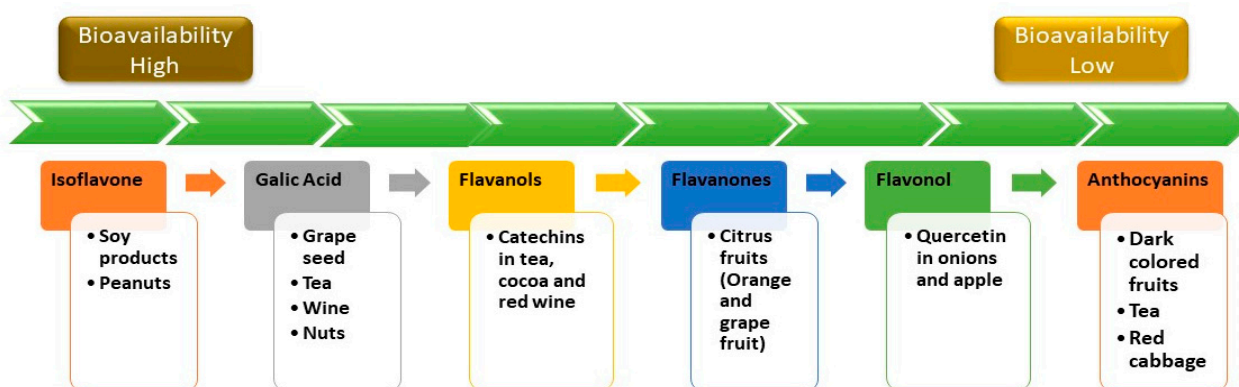 Bioavailability
High
Bioavailability
Low
Isoflavone
Galic Acid
Flavanols
Flavanones
Flavonol
Anthocyanins
• Soy
products
• Peanuts
• Grape
seed
• Tea
• Wine
• Nuts
• Catechins
in tea,
cocoa and
red wine
• Citrus
fruits
(Orange
and
grape
fruit)
• Quercetin
in onions
and apple
• Dark
colored
fruits
• Tea
• Red
cabbage